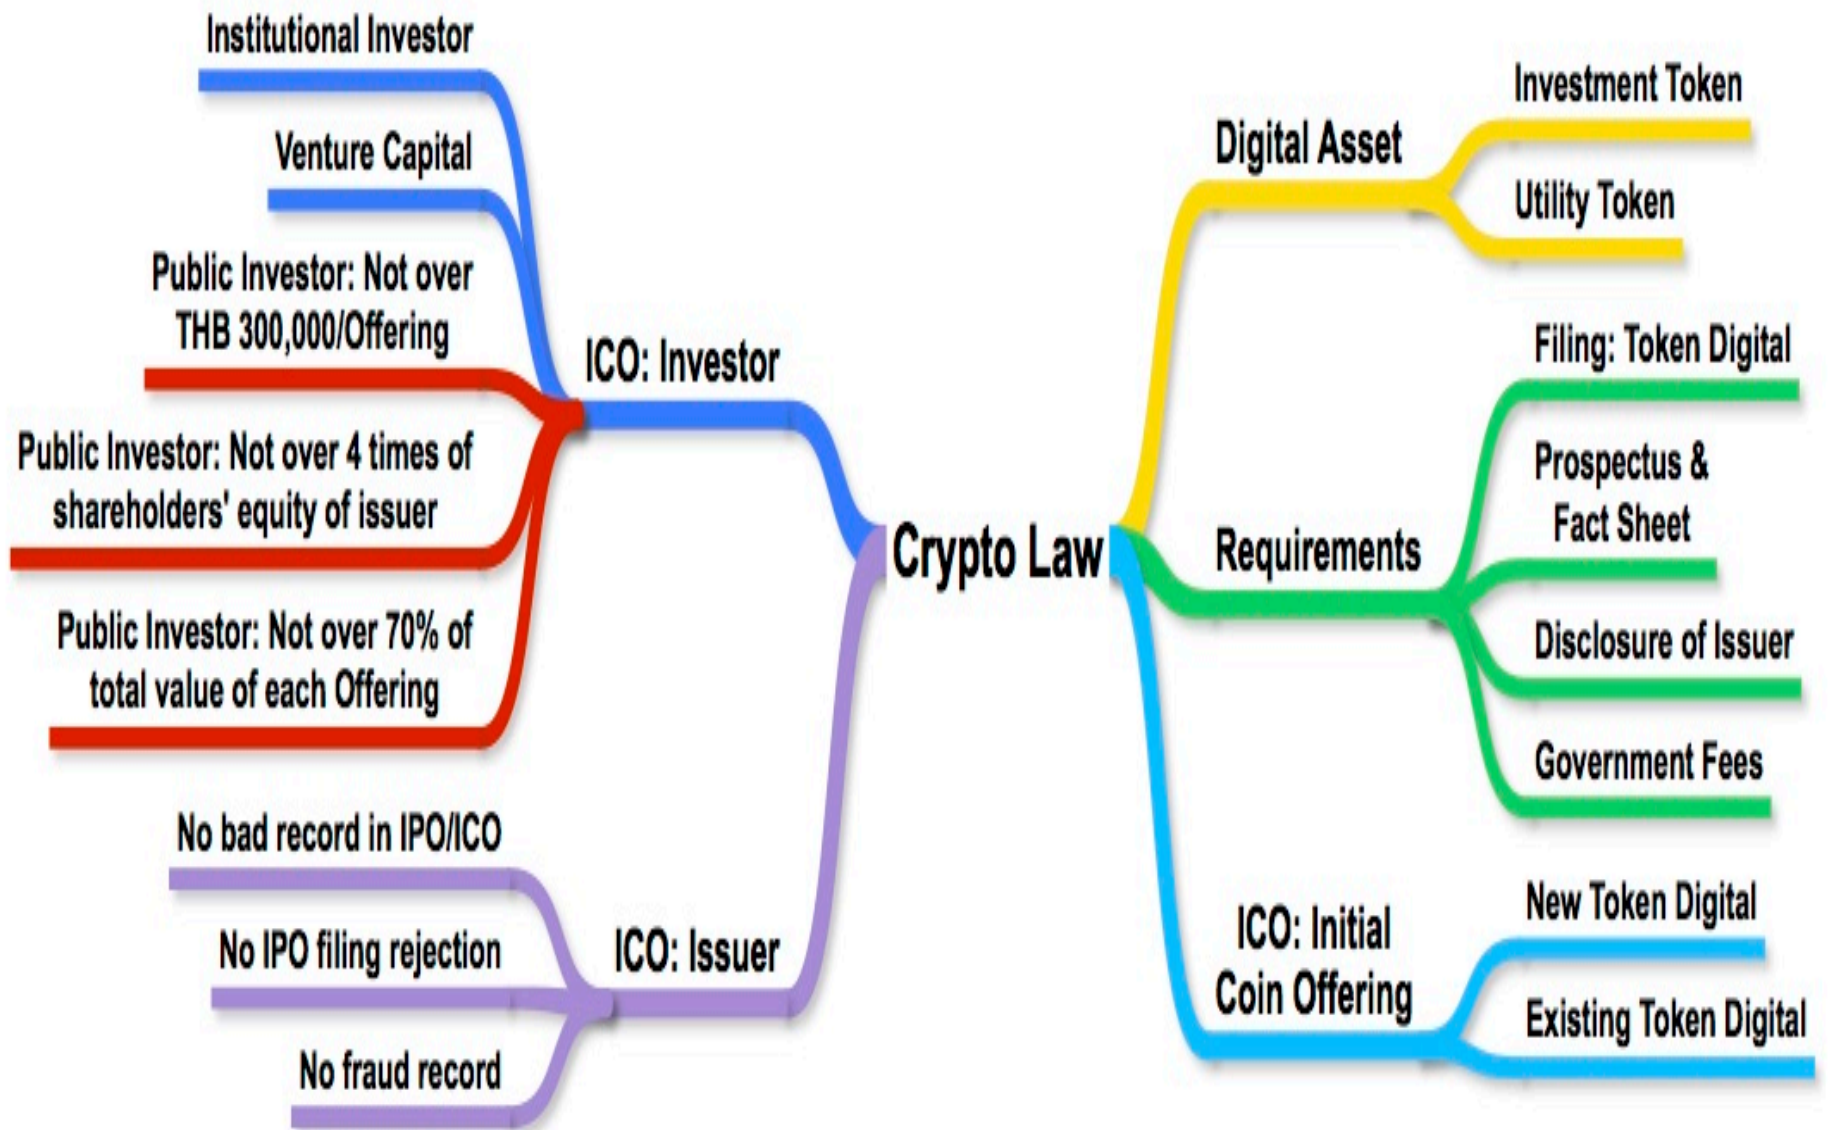 Institutional Investor
Venture Capital
Public Investor: Not over
THB 300,000/Offering
ICO: Investor
Public Investor: Not over 4 times of
shareholders' equity of issuer
Public Investor: Not over 70% of
total value of each Offering
No bad record in IPO/ICO
No IPO filing rejection
ICO: Issuer
No fraud record
Crypto Law
Digital Asset
Investment Token
Utility Token
Requirements
Filing: Token Digital
Prospectus &
Fact Sheet
Disclosure of Issuer
Government Fees
ICO: Initial
Coin Offering
New Token Digital
Existing Token Digital